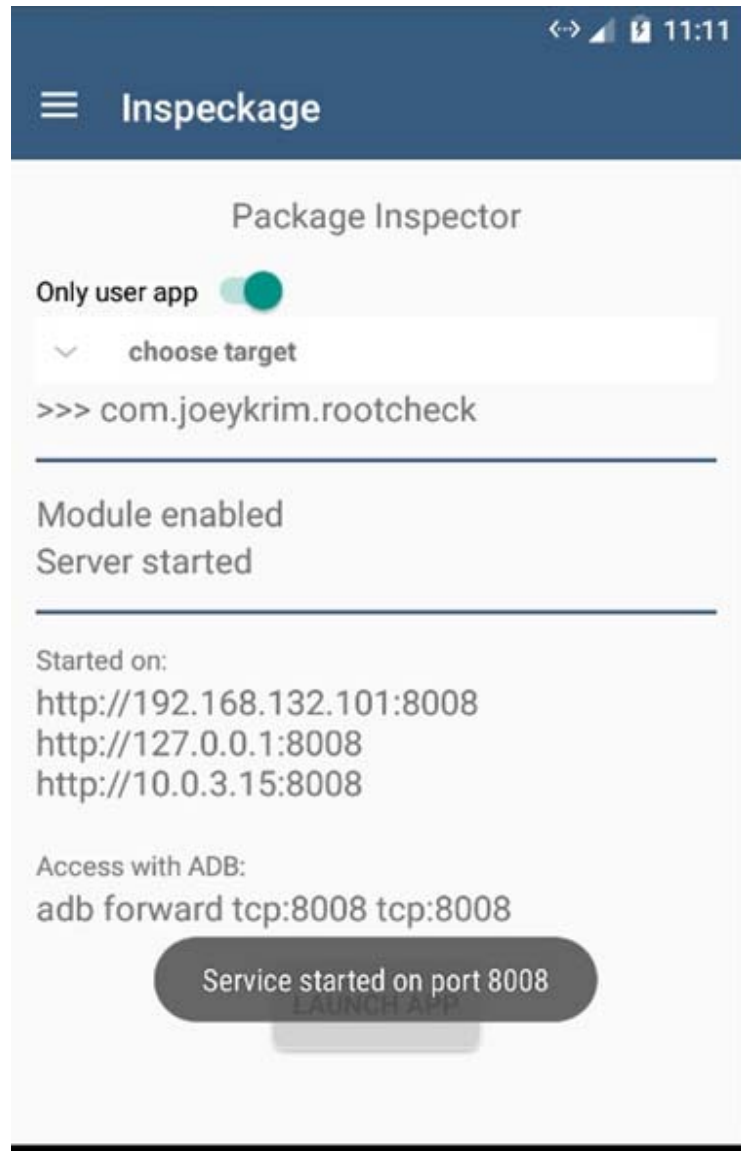 11:11
Inspeckage
Package Inspector
Only user app
choose target
>>> com.joeykrim.rootcheck
Module enabled
Server started
Started on:
http://192.168.132.101:8008
http://127.0.0.1:8008
http://10.0.3.15:8008
Access with ADB:
adb forward tcp:8008 tcp:8008
Service started on port 8008
LAUNCH APP